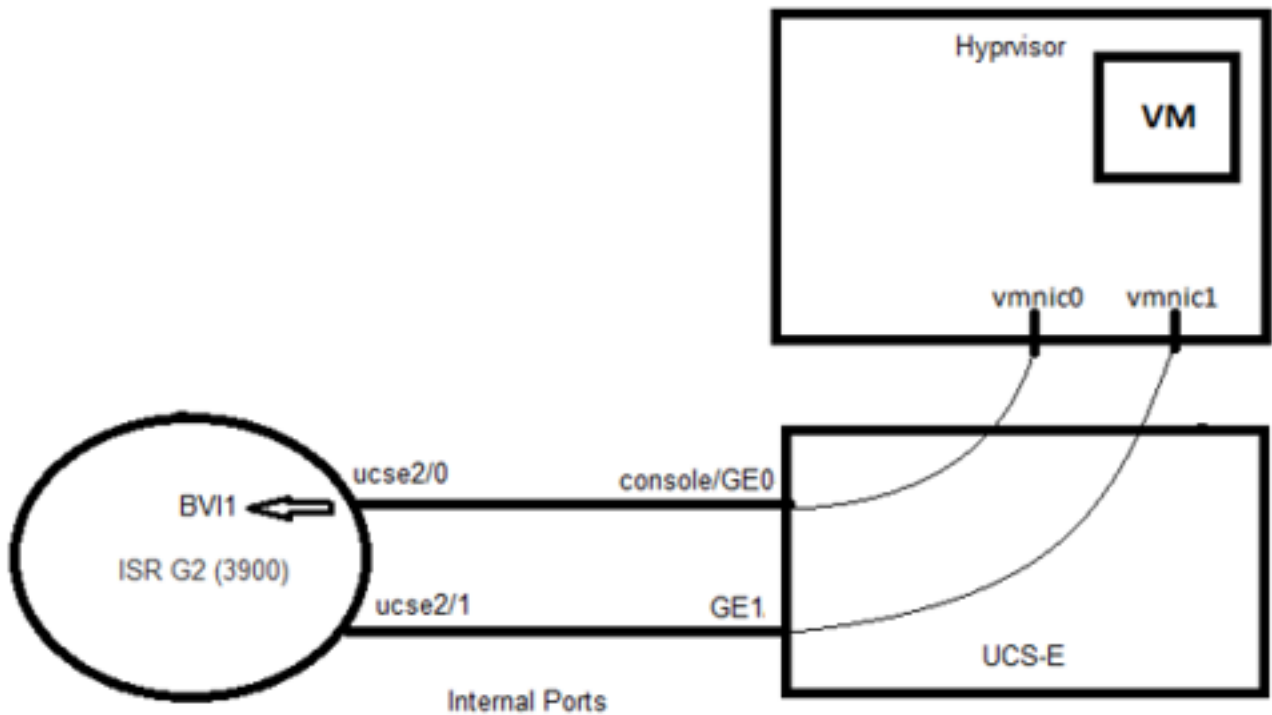 Hyprvisor
VM
vmnic0
vmnic1
ucse2/0
console/GE0
BVI1
ISR G2 (3900)
ucse2/1
GE1
UCS-E
Internal Ports